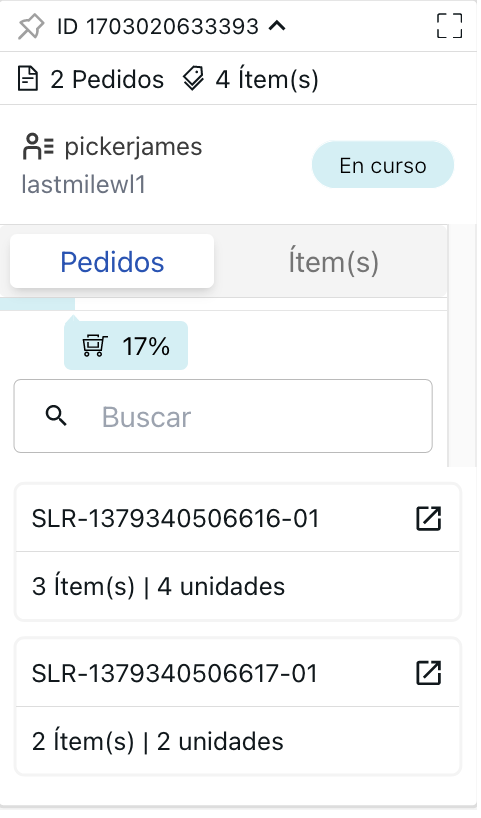 ID 1703020633393
2 Pedidos 4 Ítem(s)
pickerjames
lastmilewl1
En curso
Pedidos Ítem(s)
17%
Buscar
SLR-1379340506616-01
3 Ítem(s) | 4 unidades
SLR-1379340506617-01
2 Ítem(s) | 2 unidades